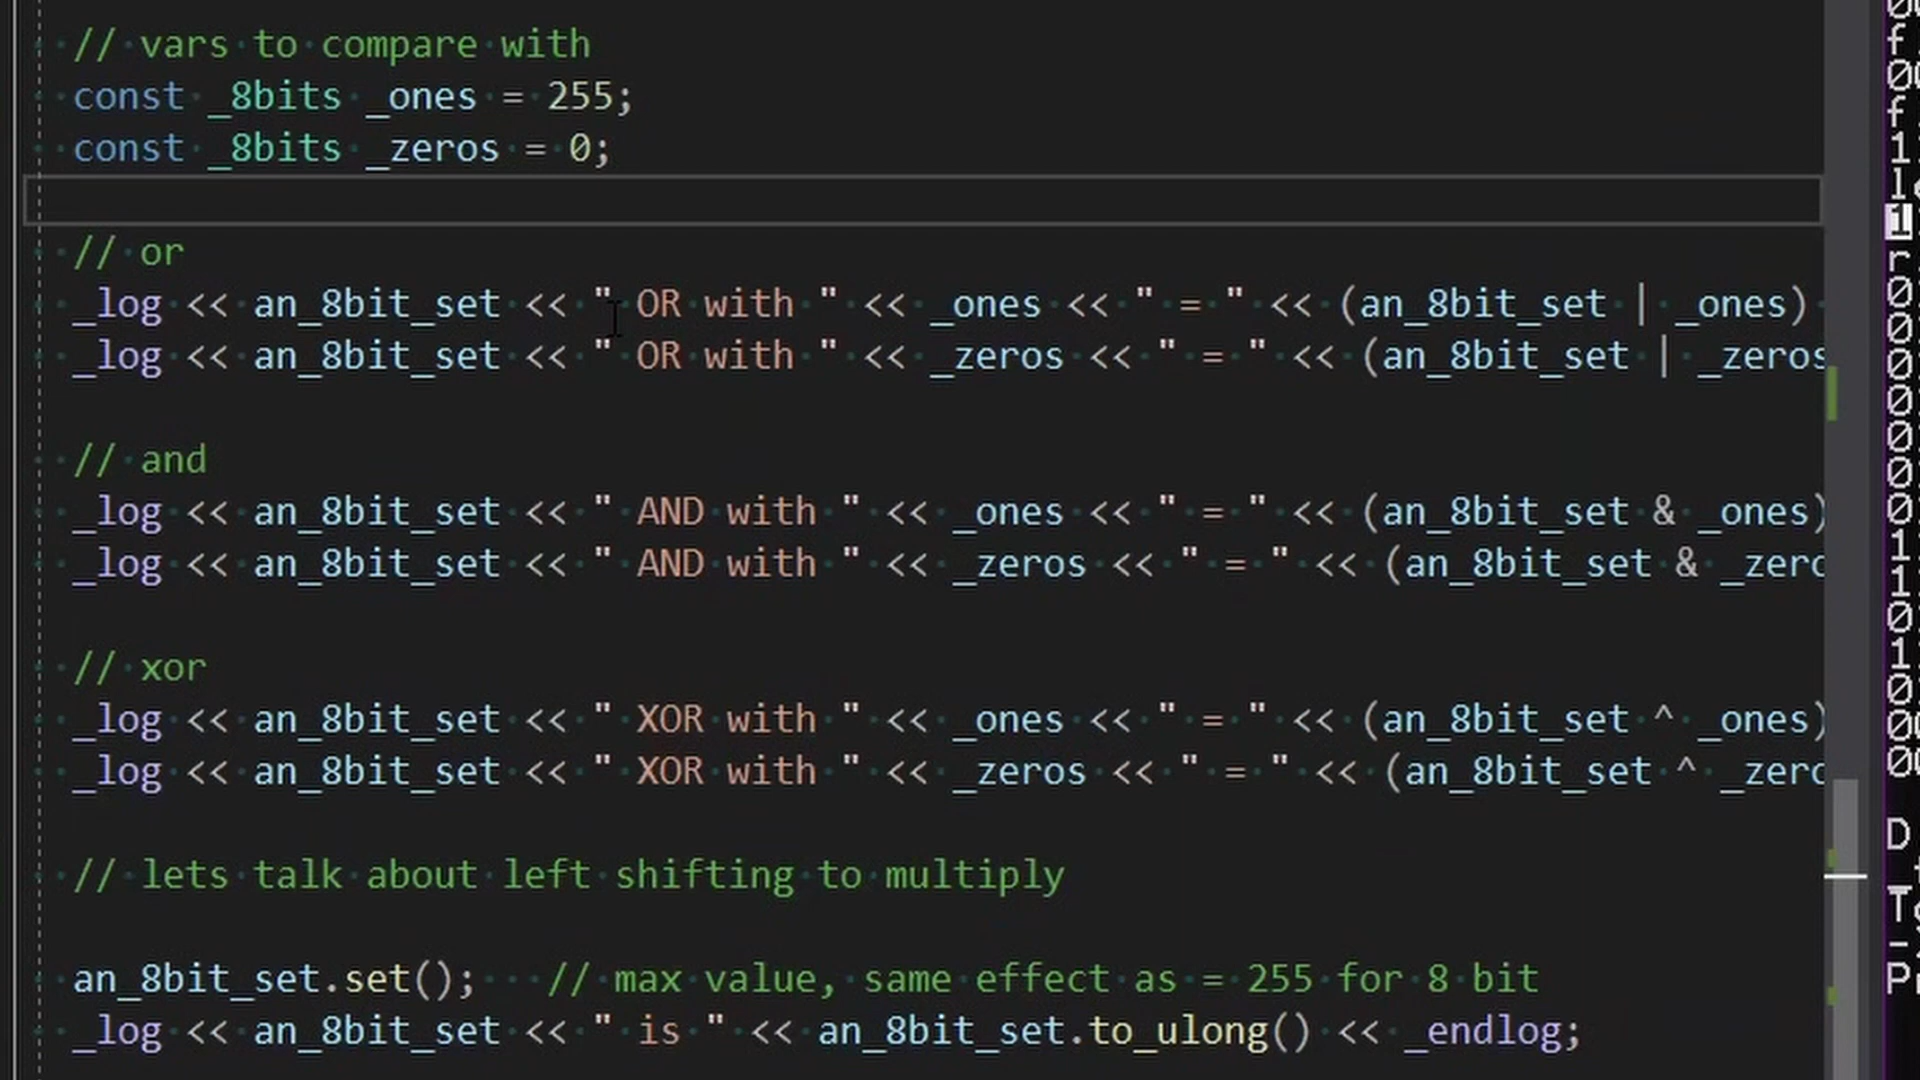 // vars to compare with
const _8bits _ones = 255;
const _8bits _zeros = 0;
// or
_log << an_8bit_set << " OR with " << _ones << " = " << (an_8bit_set | _ones)
_log << an_8bit_set << " OR with " << _zeros << " = " << (an_8bit_set | _zeros
// and
_log << an_8bit_set << " AND with " << _ones << " = " << (an_8bit_set & _ones)
_log << an_8bit_set << " AND with " << _zeros << " = " << (an_8bit_set &
// xor
_log << an_8bit_set << " XOR with " << _ones << " = " << (an_8bit_set ^ _ones)
_log << an_8bit_set << " XOR with " << _zeros << " = " << (an_8bit_set ^
// lets talk about left shifting to multiply
an_8bit_set.set(); // max value, same effect as = 255 for 8 bit
_log << an_8bit_set << " is " << an_8bit_set.to_ulong() << _endlog;